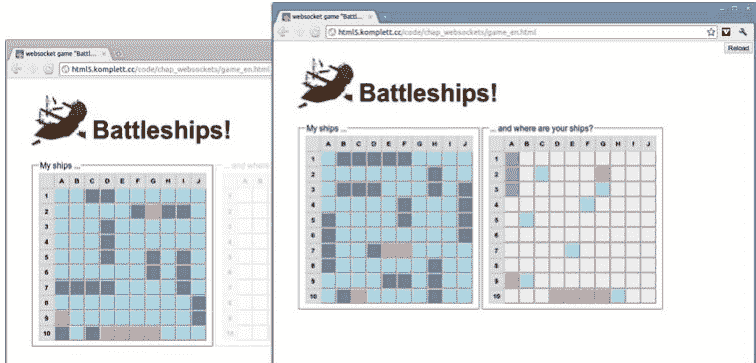 websocket game "Battl...
html5.komplett.cc/code/chap_websockets/game_en.html
Battleships!
My ships ...
A B C D E F G H I J
1
2
3
4
5
6
7
8
9
10
... and where
websocket game "Battl...
html5.komplett.cc/code/chap_websockets/game_en.html
Reload
Battleships!
My ships ...
A B C D E F G H I J
1
2
3
4
5
6
7
8
9
10
... and where are your ships?
A B C D E F G H I J
1
2
3
4
5
6
7
8
9
10